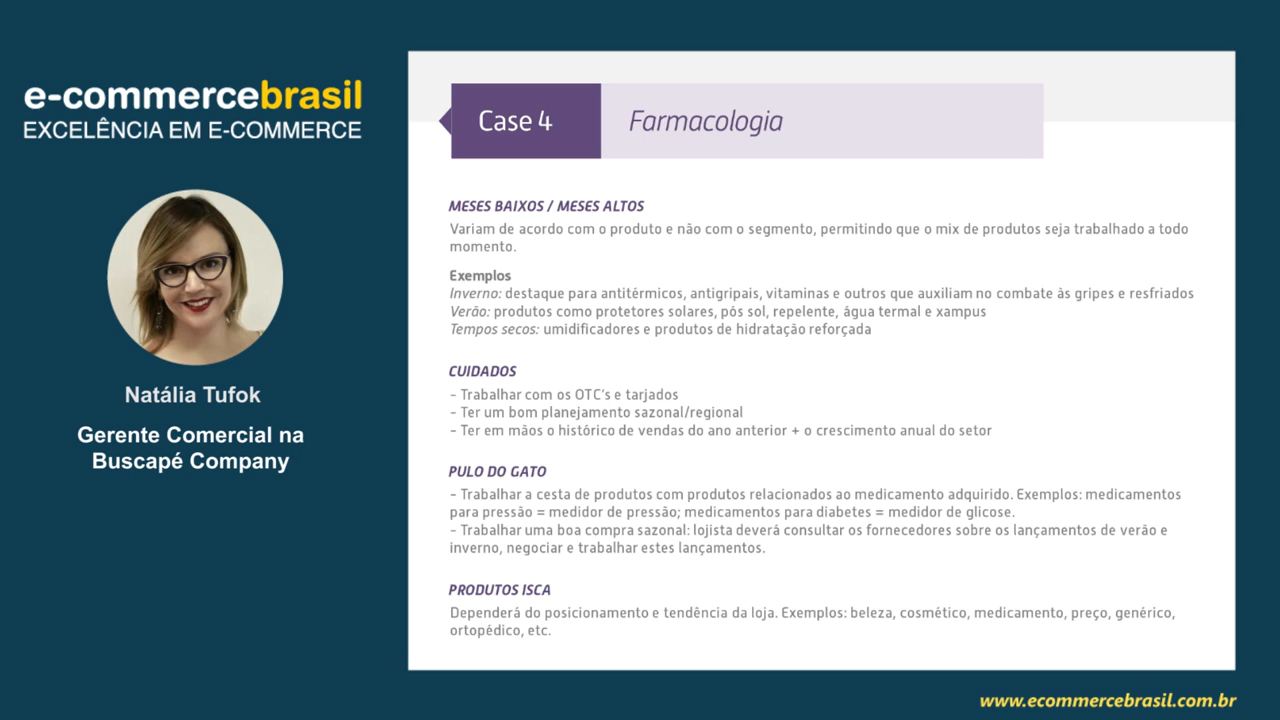 e-commercebrasil
EXCELÊNCIA EM E-COMMERCE
Natália Tufok
Gerente Comercial na
Buscapé Company
Case 4
Farmacologia
MESES BAIXOS / MESES ALTOS
Variam de acordo com o produto e não com o segmento, permitindo que o mix de produtos seja trabalhado a todo
momento.
Exemplos
Inverno: destaque para antitérmicos, antigripais, vitaminas e outros que auxiliam no combate às gripes e resfriados
Verão: produtos como protetores solares, pós sol, repelente, água termal e xampus
Tempos secos: umidificadores e produtos de hidratação reforçada
CUIDADOS
- Trabalhar com os OTC's e tarjados
- Ter um bom planejamento sazonal/regional
- Ter em mãos o histórico de vendas do ano anterior + o crescimento anual do setor
PULO DO GATO
- Trabalhar a cesta de produtos com produtos relacionados ao medicamento adquirido. Exemplos: medicamentos
para pressão = medidor de pressão; medicamentos para diabetes = medidor de glicose.
- Trabalhar uma boa compra sazonal: lojista deverá consultar os fornecedores sobre os lançamentos de verão e
inverno, negociar e trabalhar estes lançamentos.
PRODUTOS ISCA
Dependerá do posicionamento e tendência da loja. Exemplos: beleza, cosmético, medicamento, preço, genérico,
ortopédico, etc.
www.ecommercebrasil.com.br